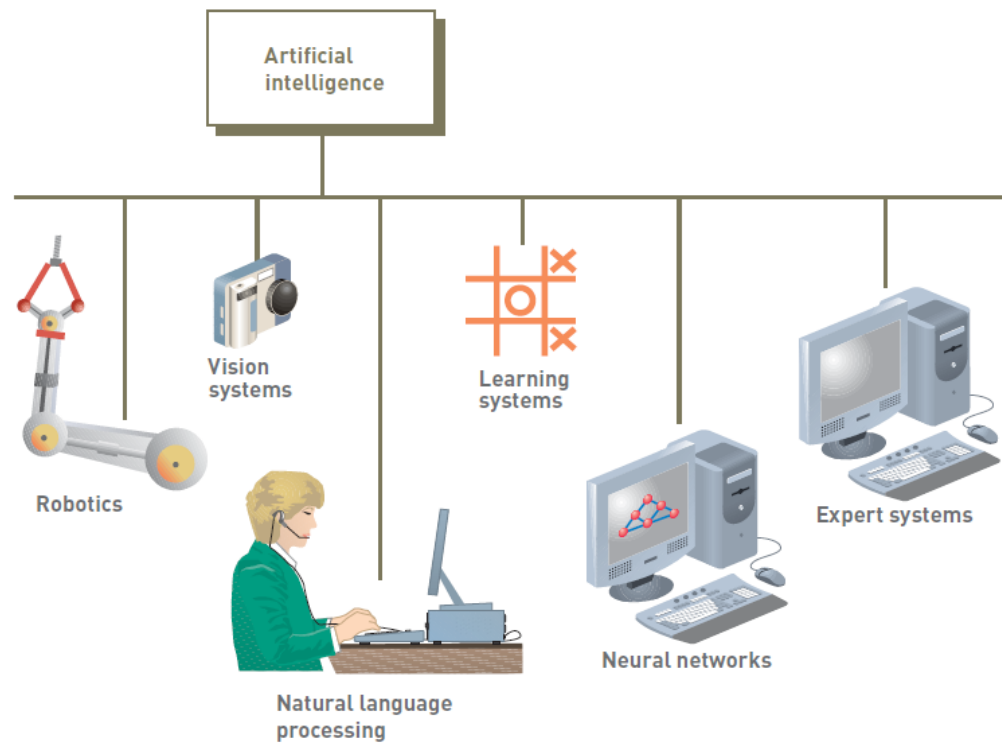 Artificial
intelligence
Robotics
Vision
systems
Natural language
processing
Learning
systems
Neural networks
Expert systems